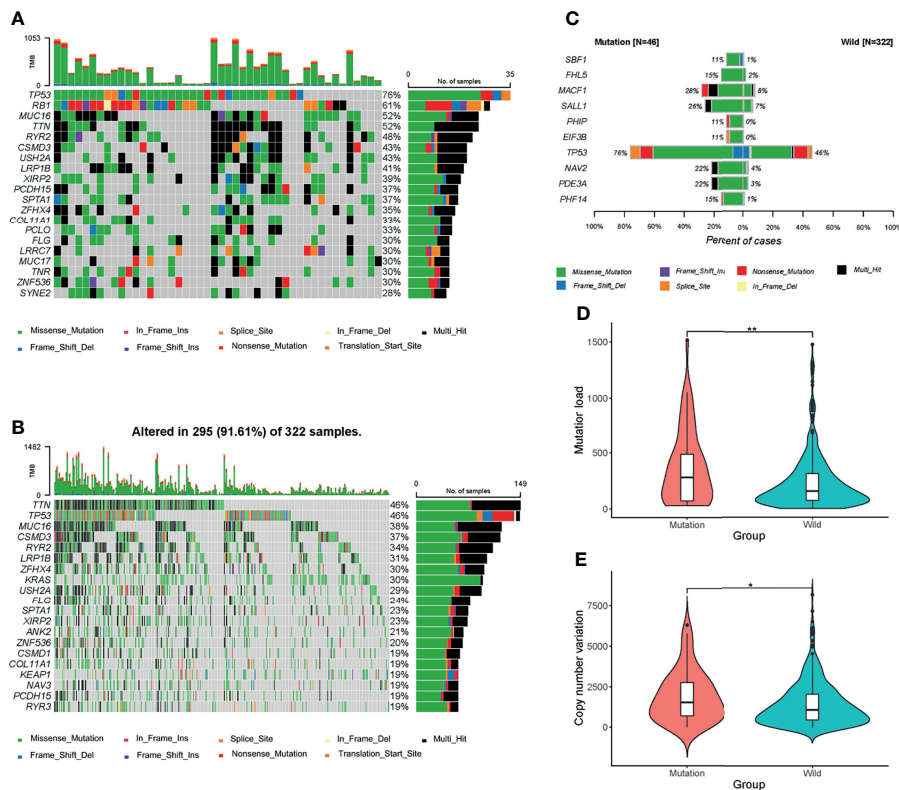 A
1053
TMB
0
0
No. of samples
35
TP53 76%
RB1 61%
MUC16 52%
TTN 52%
RYR2 48%
CSMD3 43%
USH2A 43%
LRP1B 41%
XIRP2 39%
PCDH15 37%
SPTA1 37%
ZFHX4 35%
COL11A1 33%
PCLO 33%
FLG 30%
LRRC7 30%
MUC17 30%
TNR 30%
ZNF536 30%
SYNE2 28%
Missense_Mutation In_Frame_Ins Splice_Site In_Frame_Del Multi_Hit
Frame_Shift_Del Frame_Shift_Ins Nonsense_Mutation Translation_Start_Site
B
Altered in 295 (91.61%) of 322 samples.
1482
TMB
0
0
No. of samples
149
TTN 46%
TP53 46%
MUC16 38%
CSMD3 37%
RYR2 34%
LRP1B 31%
ZFHX4 30%
KRAS 30%
USH2A 29%
FLG 24%
SPTA1 23%
XIRP2 23%
ANK2 21%
ZNF536 20%
CSMD1 19%
COL11A1 19%
KEAP1 19%
NAV3 19%
PCDH15 19%
RYR3 19%
Missense_Mutation In_Frame_Ins Splice_Site In_Frame_Del Multi_Hit
Frame_Shift_Del Frame_Shift_Ins Nonsense_Mutation Translation_Start_Site
C
Mutation [N=46] Wild [N=322]
SBF1 11% 1%
FHL5 15% 2%
MACF1 28% 8%
SALL1 26% 7%
PHIP 11% 0%
EIF3B 11% 0%
TP53 76% 46%
NAV2 22% 4%
PDE3A 22% 3%
PHF14 15% 1%
100% 80% 60% 40% 20% 0% 20% 40% 60% 80% 100%
Percent of cases
Missense_Mutation Frame_Shift_Ins Nonsense_Mutation Multi_Hit
Frame_Shift_Del Splice_Site In_Frame_Del
D
**
1500
1000
500
0
Mutation load
Mutation Wild
Group
E
*
7500
5000
2500
0
Copy number variation
Mutation Wild
Group